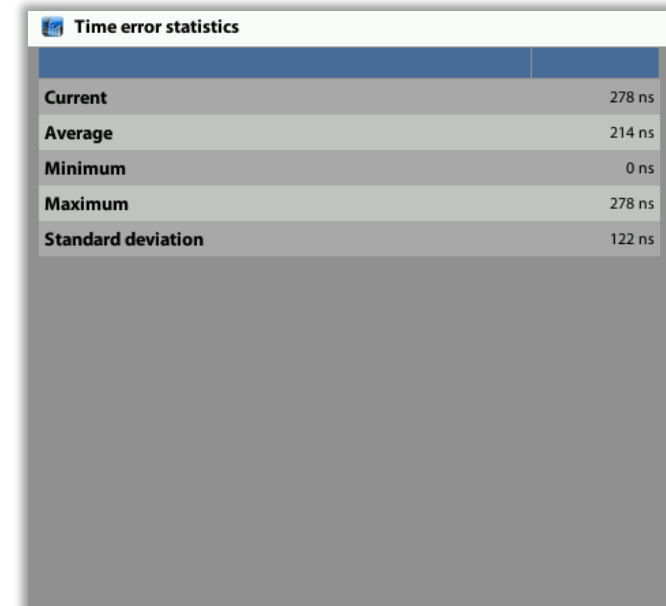 Time error statistics
Current 278 ns
Average 214 ns
Minimum 0 ns
Maximum 278 ns
Standard deviation 122 ns